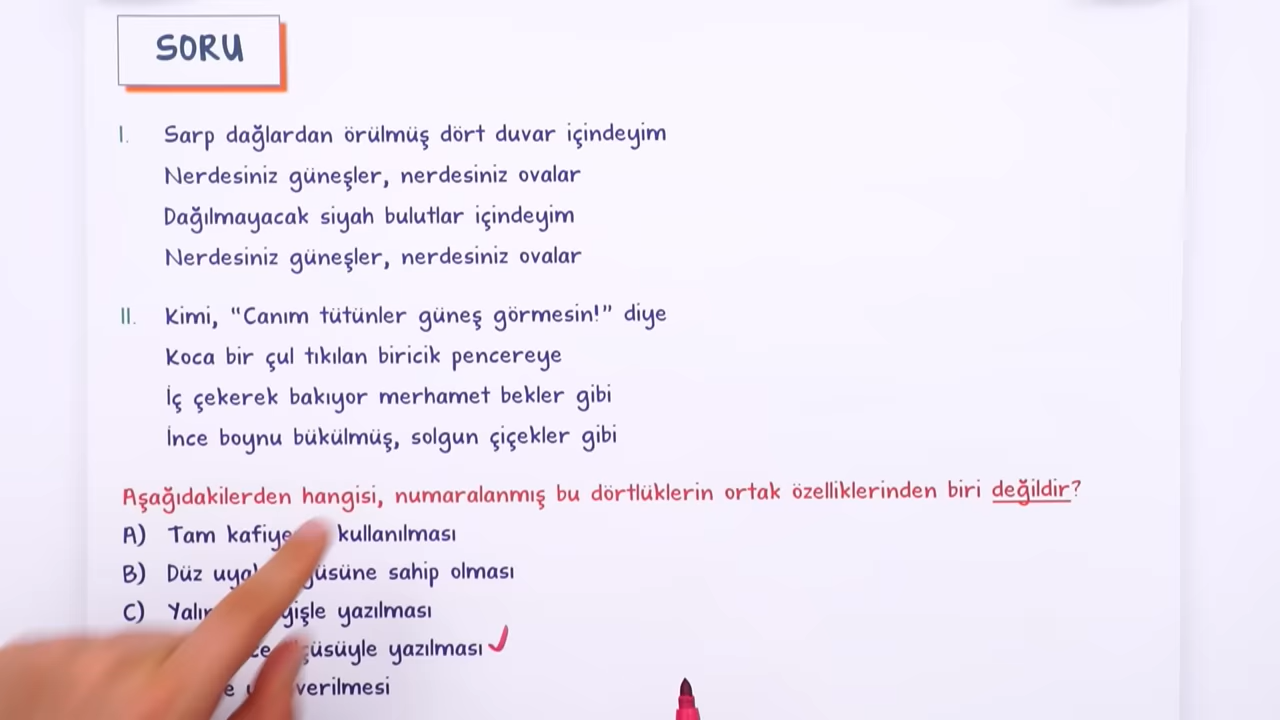 SORU
I. Sarp dağlardan örülmüş dört duvar içindeyim
Nerdesiniz güneşler, nerdesiniz ovalar
Dağılmayacak siyah bulutlar içindeyim
Nerdesiniz güneşler, nerdesiniz ovalar
II. Kimi, “Canım tütünler güneş görmesin!” diye
Koca bir çul tıkılan biricik pencereye
İç çekerek bakıyor merhamet bekler gibi
İnce boynu bükülmüş, solgun çiçekler gibi
Aşağıdakilerden hangisi, numaralanmış bu dörtlüklerin ortak özelliklerinden biri değildir?
A) Tam kafiye kullanılması
B) Düz sahip olması
C) yazılması
yazılması
verilmesi